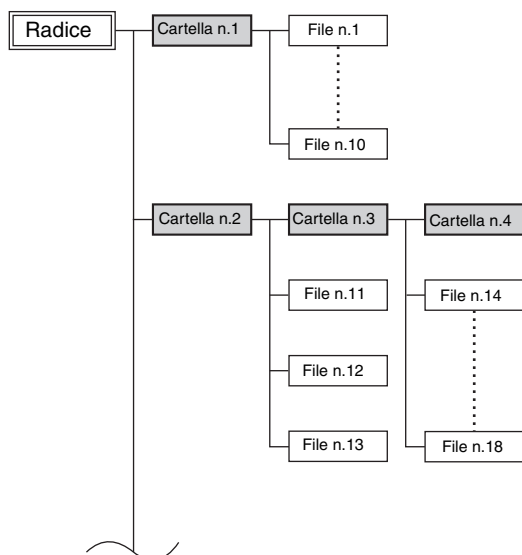 Radice
Cartella n.1
File n.1
File n.10
Cartella n.2
Cartella n.3
Cartella n.4
File n.11
File n.14
File n.12
File n.13
File n.18